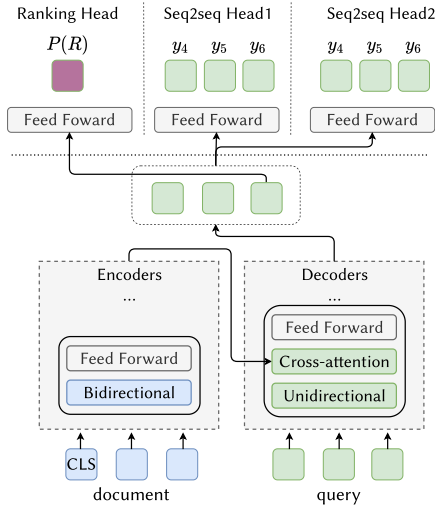 Ranking Head Seq2seq Head1 Seq2seq Head2
P(R) y4 y5 y6 y4 y5 y6
Feed Foward Feed Foward Feed Foward
Encoders Decoders
... ...
Feed Forward
Feed Forward
Cross-attention
Bidirectional
Unidirectional
CLS
document query